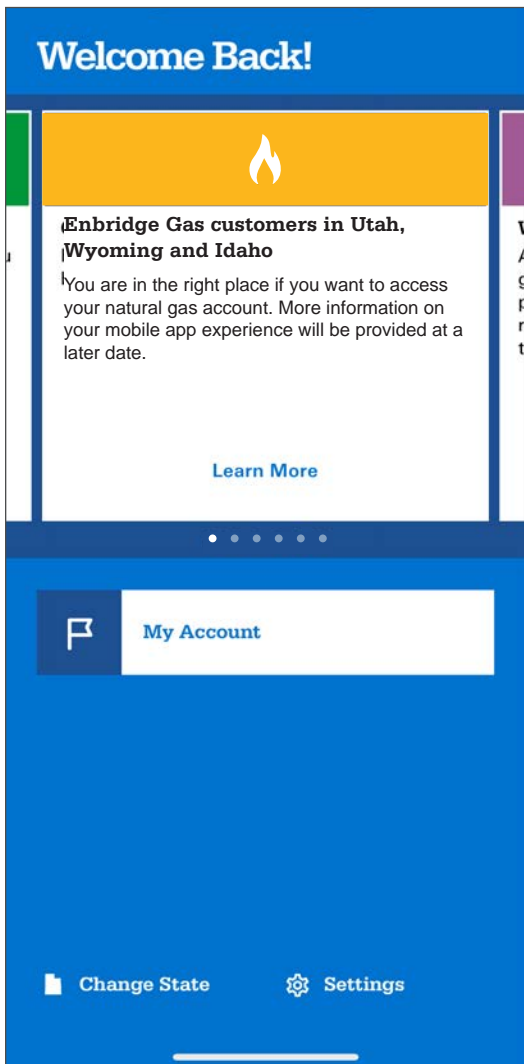 Welcome Back!
Enbridge Gas customers in Utah,
Wyoming and Idaho
You are in the right place if you want to access
your natural gas account. More information on
your mobile app experience will be provided at a
later date.
Learn More
My Account
Change State
Settings